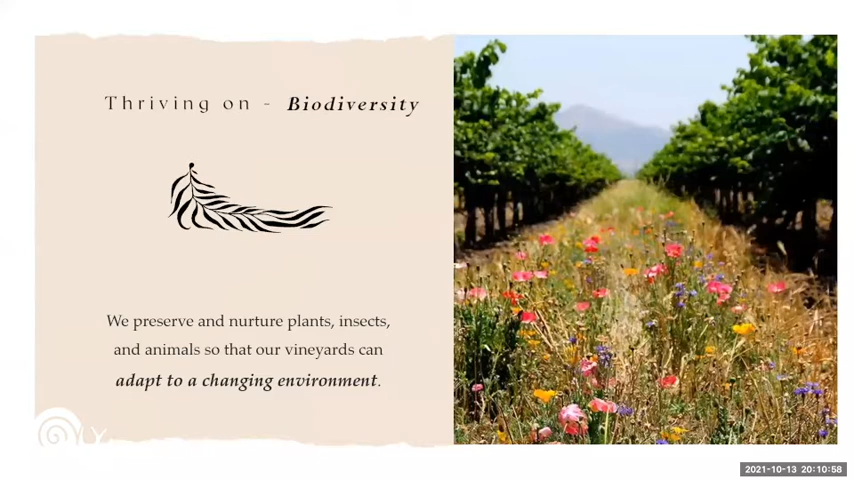 Thriving on - Biodiversity
We preserve and nurture plants, insects,
and animals so that our vineyards can
adapt to a changing environment.
LY
2021-10-13 20:10:58